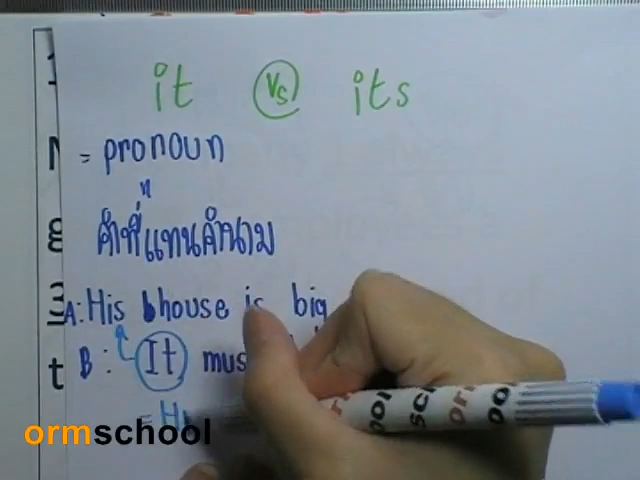 it vs its
= pronoun
n
คำที่แทนคำนาม
A: His house is big
B: It
= H
ormschool